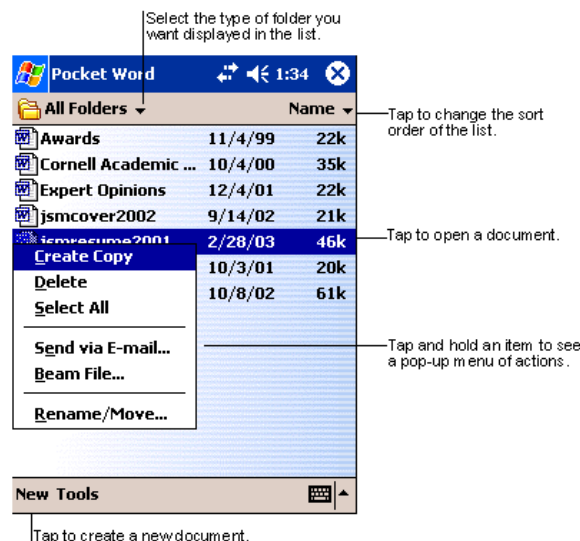 Select the type of folder you
want displayed in the list.
Pocket Word 1:34
All Folders Name
Tap to change the sort
order of the list.
Awards 11/4/99 22k
Cornell Academic ... 10/4/00 35k
Expert Opinions 12/4/01 22k
jsmcover2002 9/14/02 21k
jsmresume2001 2/28/03 46k
Tap to open a document.
Create Copy
10/3/01 20k
Delete
10/8/02 61k
Select All
Send via E-mail...
Tap and hold an item to see
a pop-up menu of actions.
Beam File...
Rename/Move...
New Tools
Tap to create a new document.